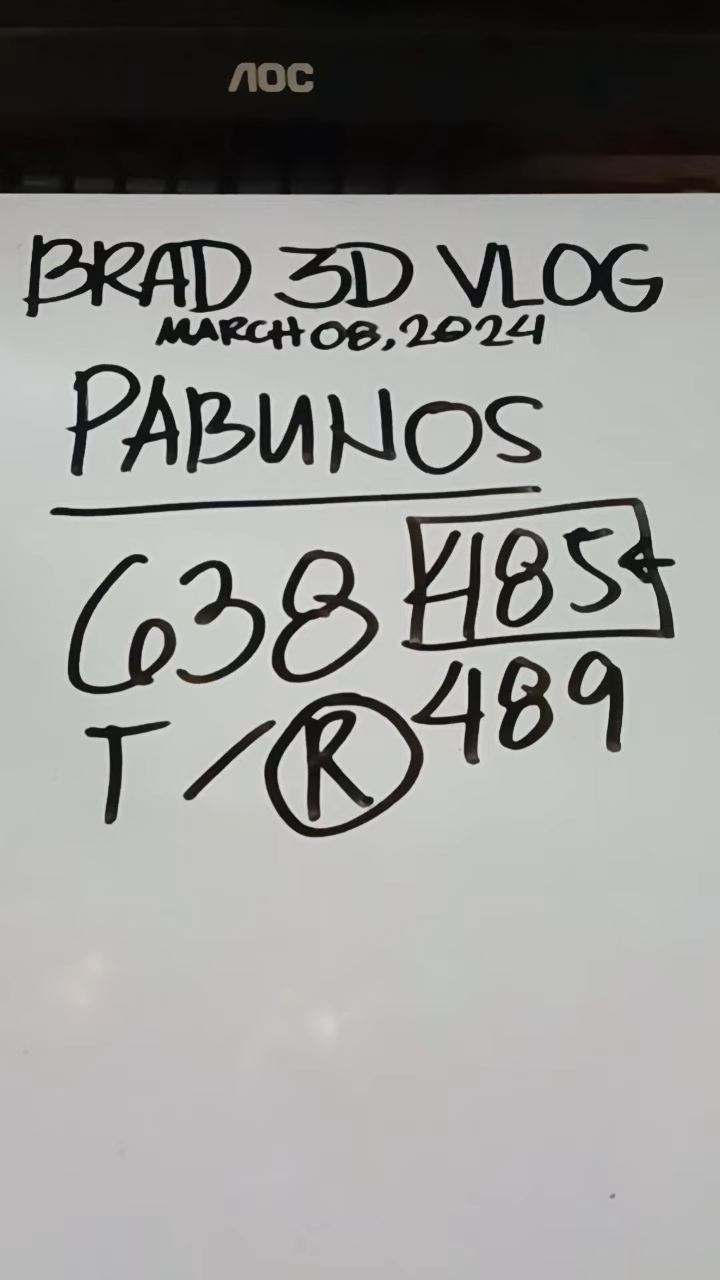 AOC
BRAD 3D VLOG
MARCH 08, 2024
PABUNOS
638 485
T/R 489